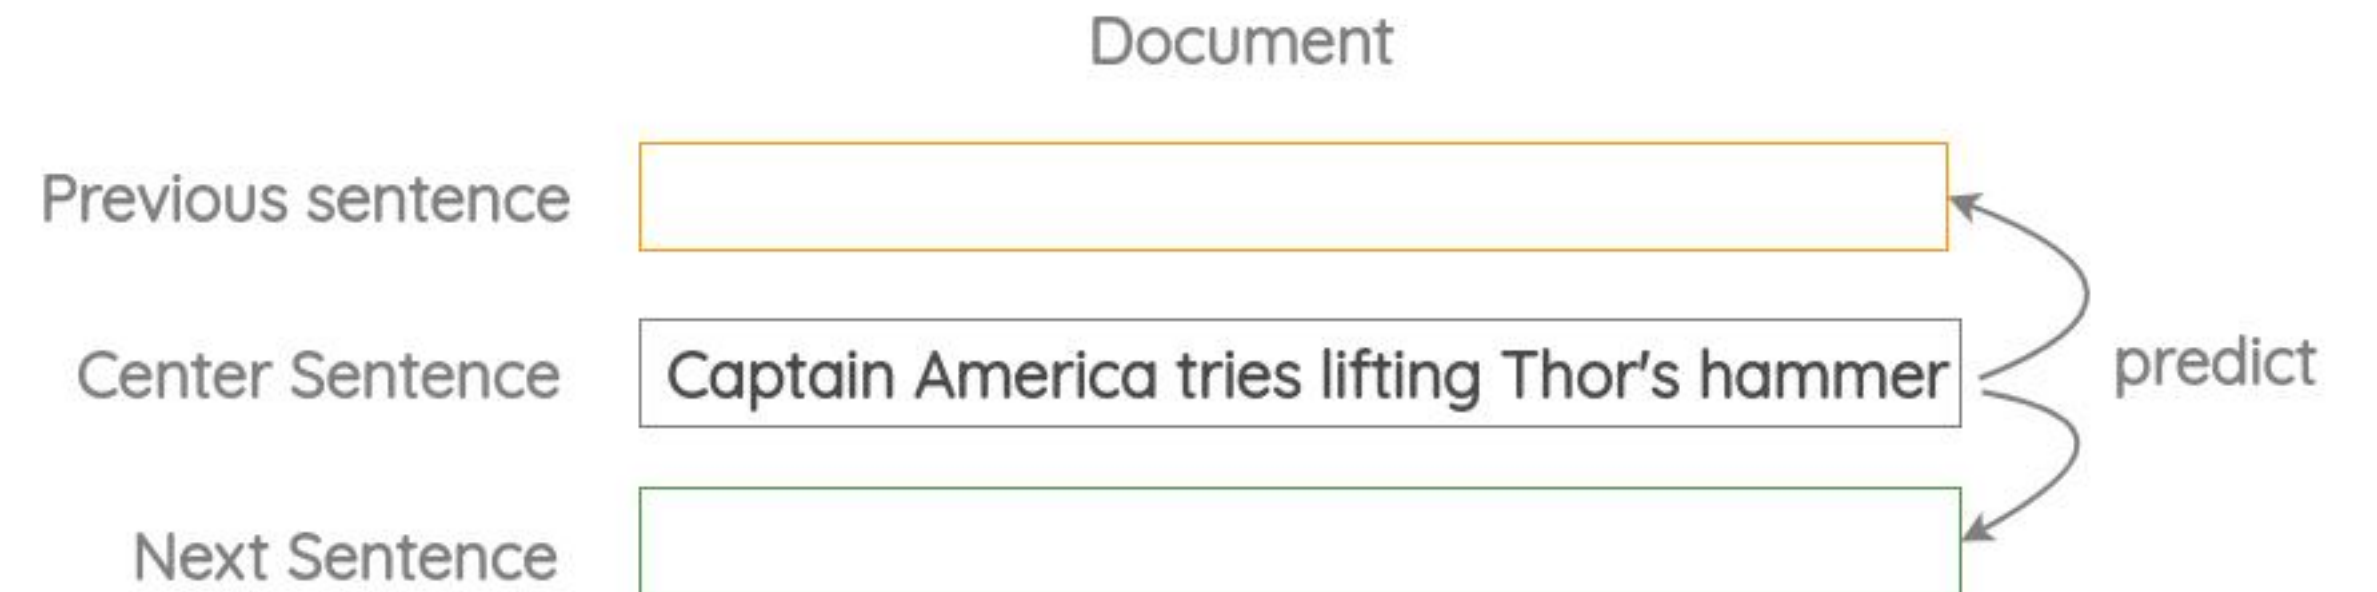 Document
Previous sentence
Center Sentence
Captain America tries lifting Thor's hammer
predict
Next Sentence